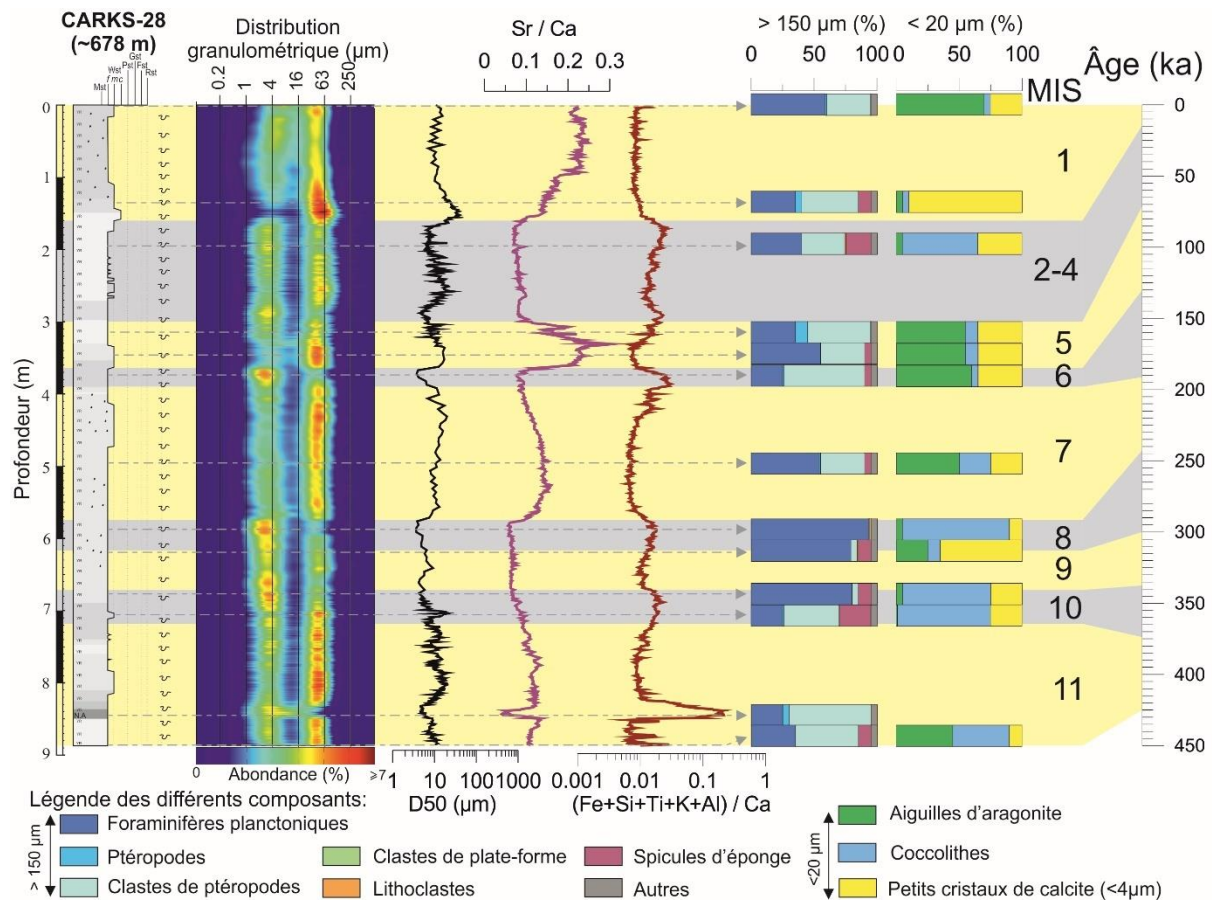 CARKS-28
(~678 m)
Mst
Wst
f mc
Pst
Gst
Fst
Rst
Distribution
granulométrique (µm)
0.2
1
4
16
63
250
Sr / Ca
0
0.1
0.2
0.3
> 150 µm (%)
0
50
100
< 20 µm (%)
0
50
100
Âge (ka)
MIS
Profondeur (m)
0
1
2
3
4
5
6
7
8
9
N.A
1
2-4
5
6
7
8
9
10
11
0
50
100
150
200
250
300
350
400
450
0
Abondance (%)
≥7
1
10
100
1000
D50 (µm)
0.001
0.01
0.1
1
(Fe+Si+Ti+K+Al) / Ca
Légende des différents composants:
> 150 µm
Foraminifères planctoniques
Ptéropodes
Clastes de ptéropodes
Clastes de plate-forme
Lithoclastes
Spicules d'éponge
Autres
<20 µm
Aiguilles d'aragonite
Coccolithes
Petits cristaux de calcite (<4µm)